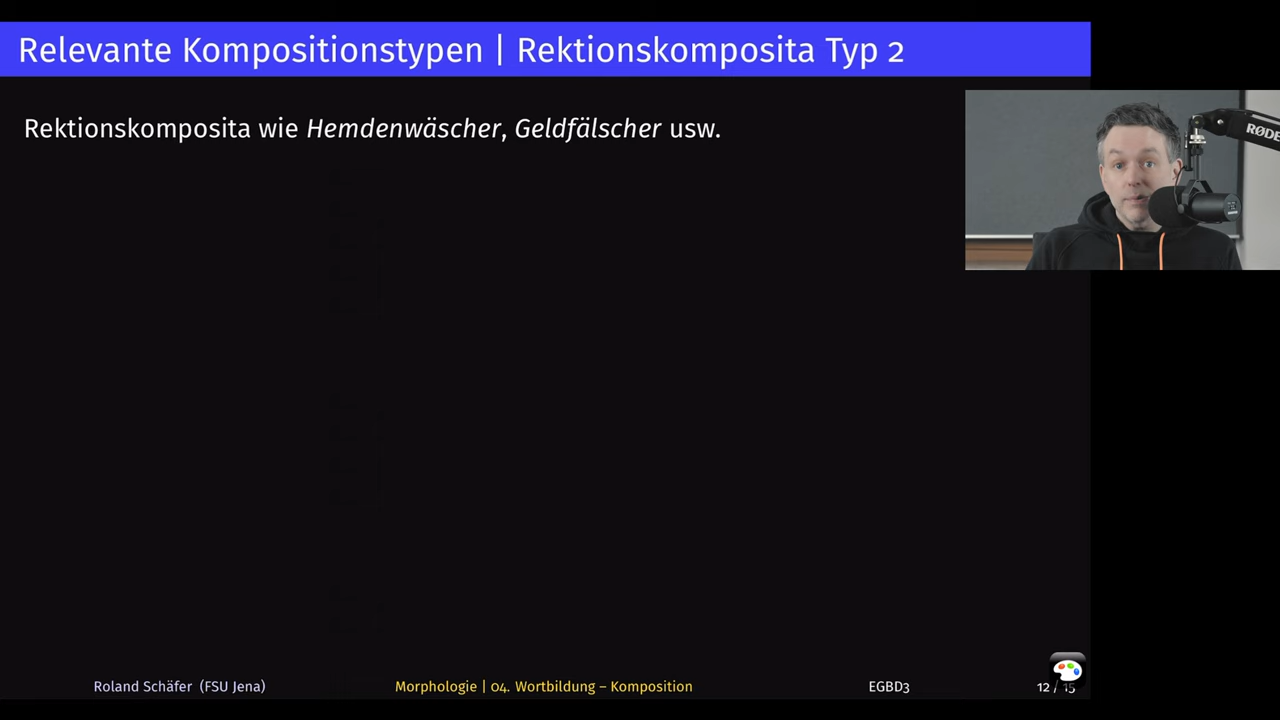 Relevante Kompositionstypen | Rektionskomposita Typ 2
Rektionskomposita wie Hemdenwäscher, Geldfälscher usw.
RØDE
Roland Schäfer (FSU Jena)
Morphologie | 04. Wortbildung – Komposition
EGBD3
12 / 15